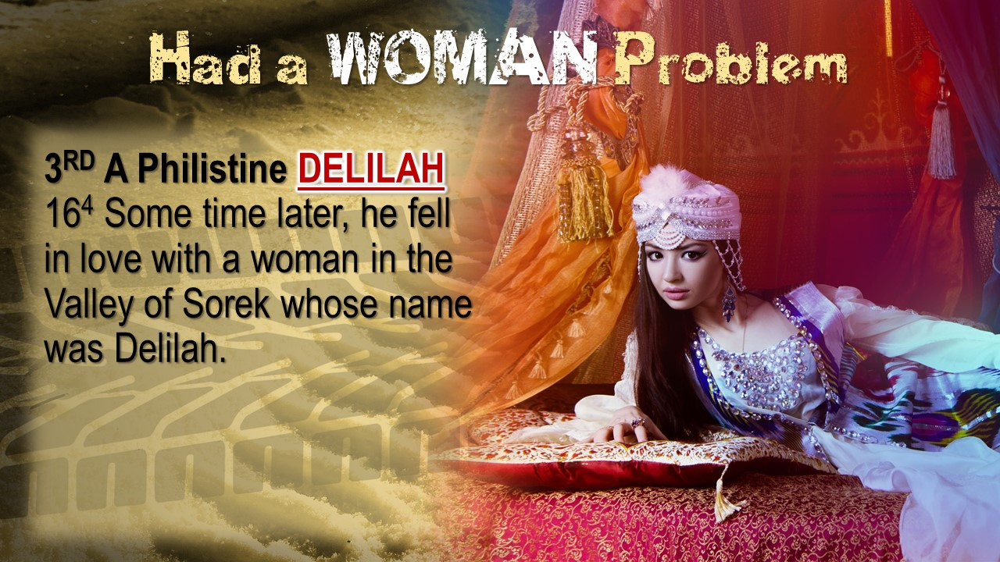 Had a WOMAN Problem
3RD A Philistine DELILAH
16⁴ Some time later, he fell
in love with a woman in the
Valley of Sorek whose name
was Delilah.